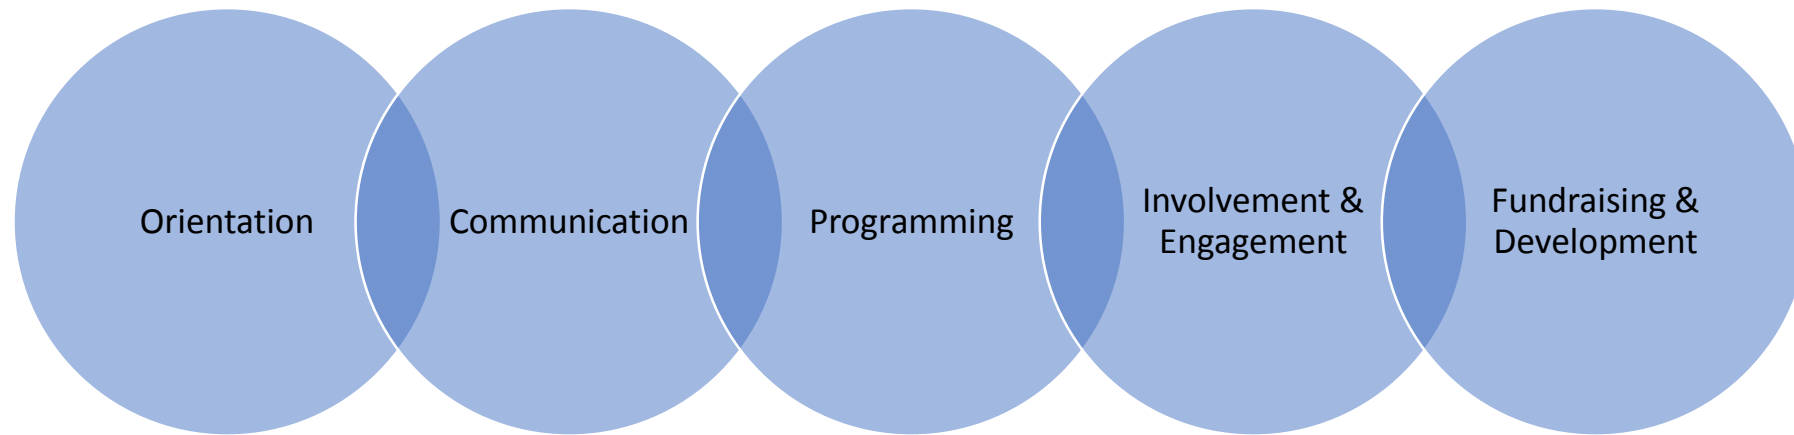 Orientation
Communication
Programming
Involvement &
Engagement
Fundraising &
Development